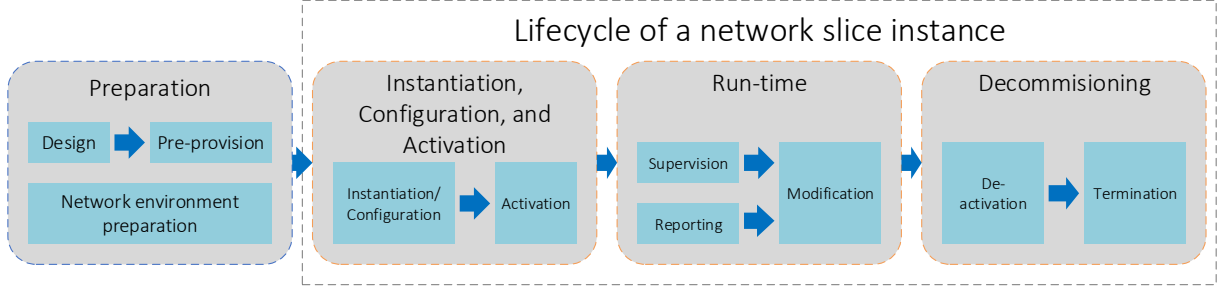 Lifecycle of a network slice instance
Preparation
Design
Pre-provision
Network environment
preparation
Instantiation,
Configuration, and
Activation
Instantiation/
Configuration
Activation
Run-time
Supervision
Reporting
Modification
Decommisioning
De-
activation
Termination